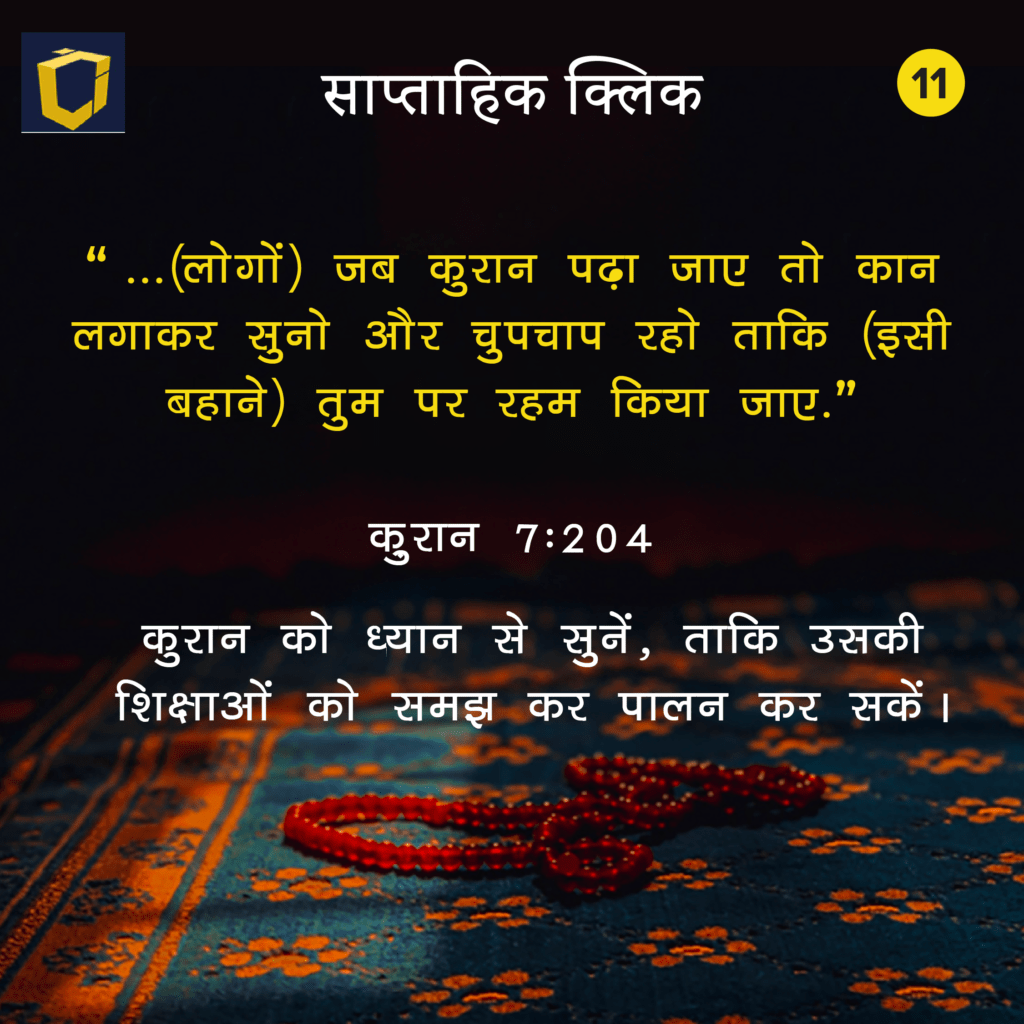 साप्ताहिक क्लिक
11
“ ...(लोगों) जब कुरान पढ़ा जाए तो कान
लगाकर सुनो और चुपचाप रहो ताकि (इसी
बहाने) तुम पर रहम किया जाए.”
कुरान 7:204
कुरान को ध्यान से सुनें, ताकि उसकी
शिक्षाओं को समझ कर पालन कर सकें।